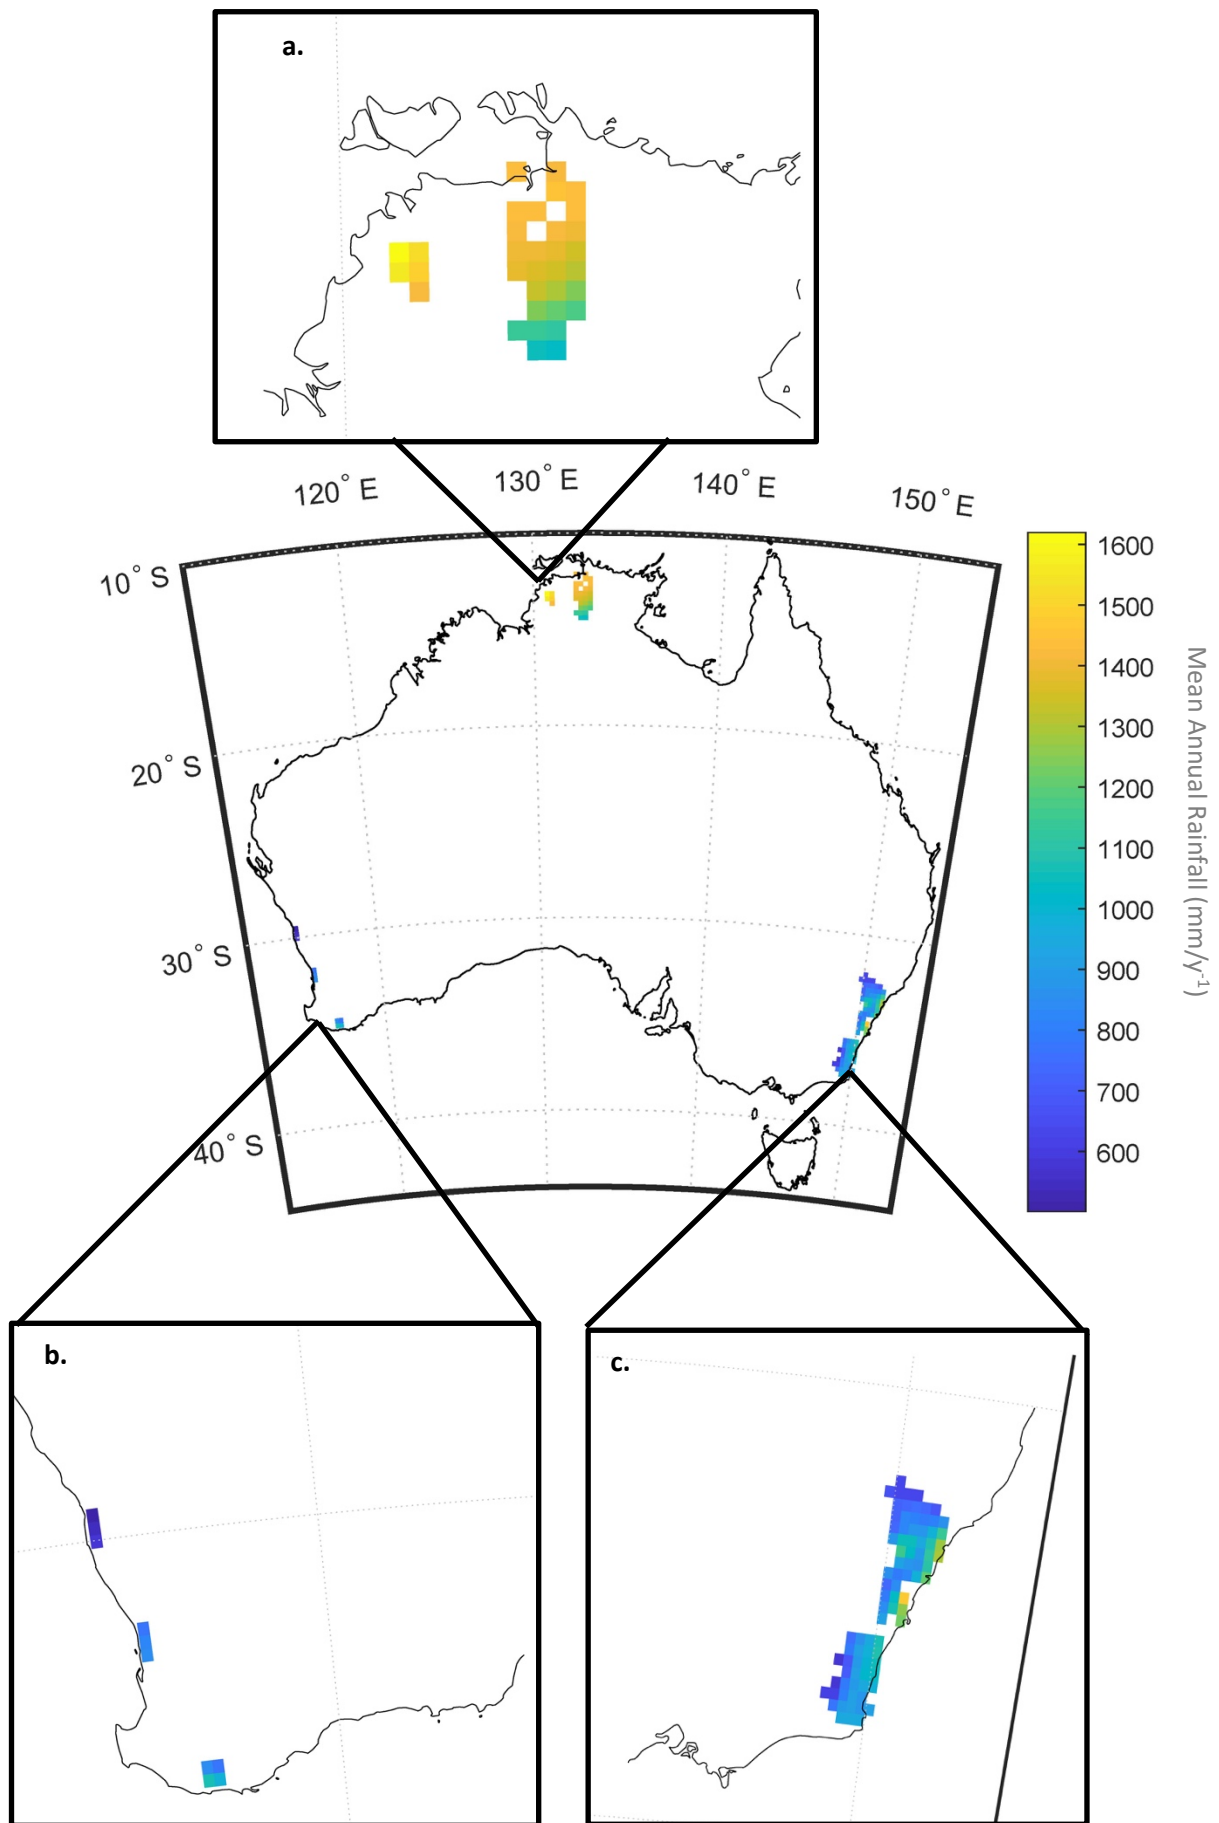 a.
120° E
130° E
140° E
150° E
10° S
20° S
30° S
40° S
1600
1500
1400
1300
1200
1100
1000
900
800
700
600
Mean Annual Rainfall (mm/y⁻¹)
b.
c.